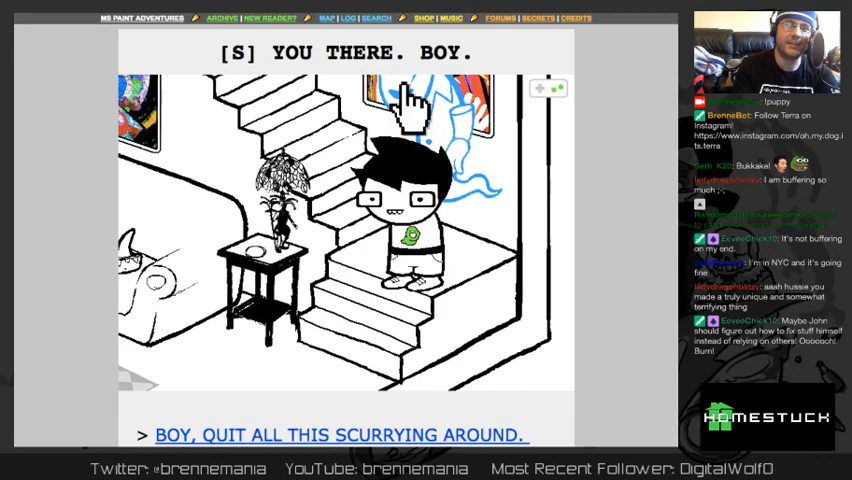 MS PAINT ADVENTURES ARCHIVE | NEW READER? MAP | LOG | SEARCH SHOP | MUSIC FORUMS | SECRETS | CREDITS
[S] YOU THERE. BOY.
> BOY, QUIT ALL THIS SCURRYING AROUND.
!puppy
BrenneBot: Follow Terra on
Instagram!
https://www.instagram.com/oh.my.dog.i
ts.terra
Seth_K20: Bukkake!
I am buffering so
much ;-;
EeveeChick10: It's not buffering
on my end.
I'm in NYC and it's going
fine
aaah hussie you
made a truly unique and somewhat
terrifying thing
EeveeChick10: Maybe John
should figure out how to fix stuff himself
instead of relying on others! Ooooooh!
Burn!
HOMESTUCK
Twitter: @brennemania YouTube: brennemania Most Recent Follower: DigitalWolf0